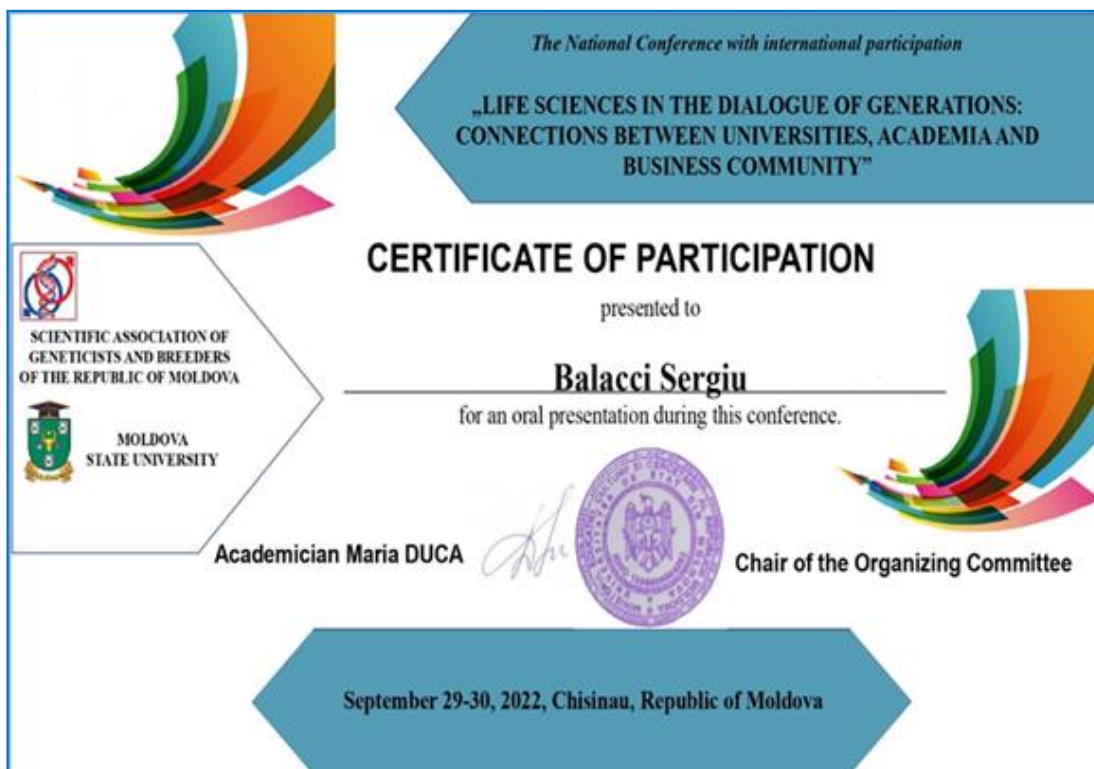 The National Conference with international participation
„LIFE SCIENCES IN THE DIALOGUE OF GENERATIONS:
CONNECTIONS BETWEEN UNIVERSITIES, ACADEMIA AND
BUSINESS COMMUNITY”
CERTIFICATE OF PARTICIPATION
presented to
SCIENTIFIC ASSOCIATION OF
GENETICISTS AND BREEDERS
OF THE REPUBLIC OF MOLDOVA
MOLDOVA
STATE UNIVERSITY
Balacci Sergiu
for an oral presentation during this conference.
Academician Maria DUCA
Chair of the Organizing Committee
September 29-30, 2022, Chisinau, Republic of Moldova